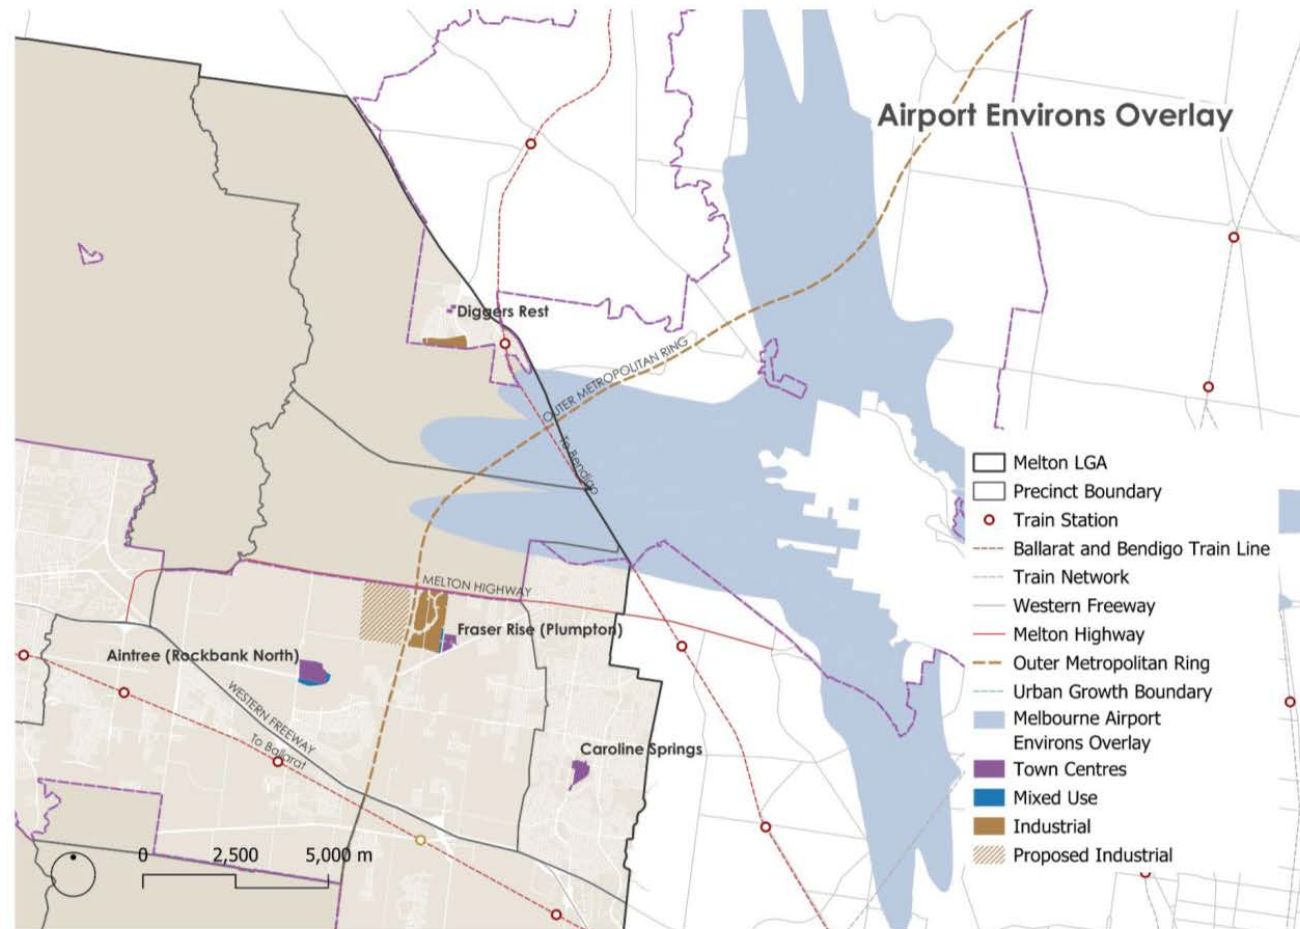 Airport Environs Overlay
Diggers Rest
OUTER METROPOLITAN RING
To Bendigo
MELTON HIGHWAY
Fraser Rise (Plumpton)
Aintree (Rockbank North)
WESTERN FREEWAY
To Ballarat
Caroline Springs
0 2,500 5,000 m
Melton LGA
Precinct Boundary
Train Station
Ballarat and Bendigo Train Line
Train Network
Western Freeway
Melton Highway
Outer Metropolitan Ring
Urban Growth Boundary
Melbourne Airport
Environs Overlay
Town Centres
Mixed Use
Industrial
Proposed Industrial